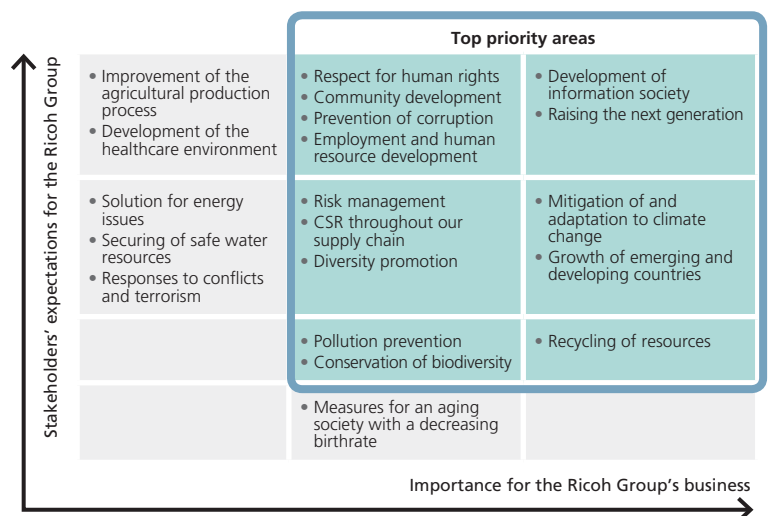 Top priority areas
Stakeholders' expectations for the Ricoh Group
• Improvement of the
agricultural production
process
• Development of the
healthcare environment
• Respect for human rights
• Community development
• Prevention of corruption
• Employment and human
resource development
• Development of
information society
• Raising the next generation
• Solution for energy
issues
• Securing of safe water
resources
• Responses to conflicts
and terrorism
• Risk management
• CSR throughout our
supply chain
• Diversity promotion
• Mitigation of and
adaptation to climate
change
• Growth of emerging and
developing countries
• Pollution prevention
• Conservation of biodiversity
• Recycling of resources
• Measures for an aging
society with a decreasing
birthrate
Importance for the Ricoh Group's business